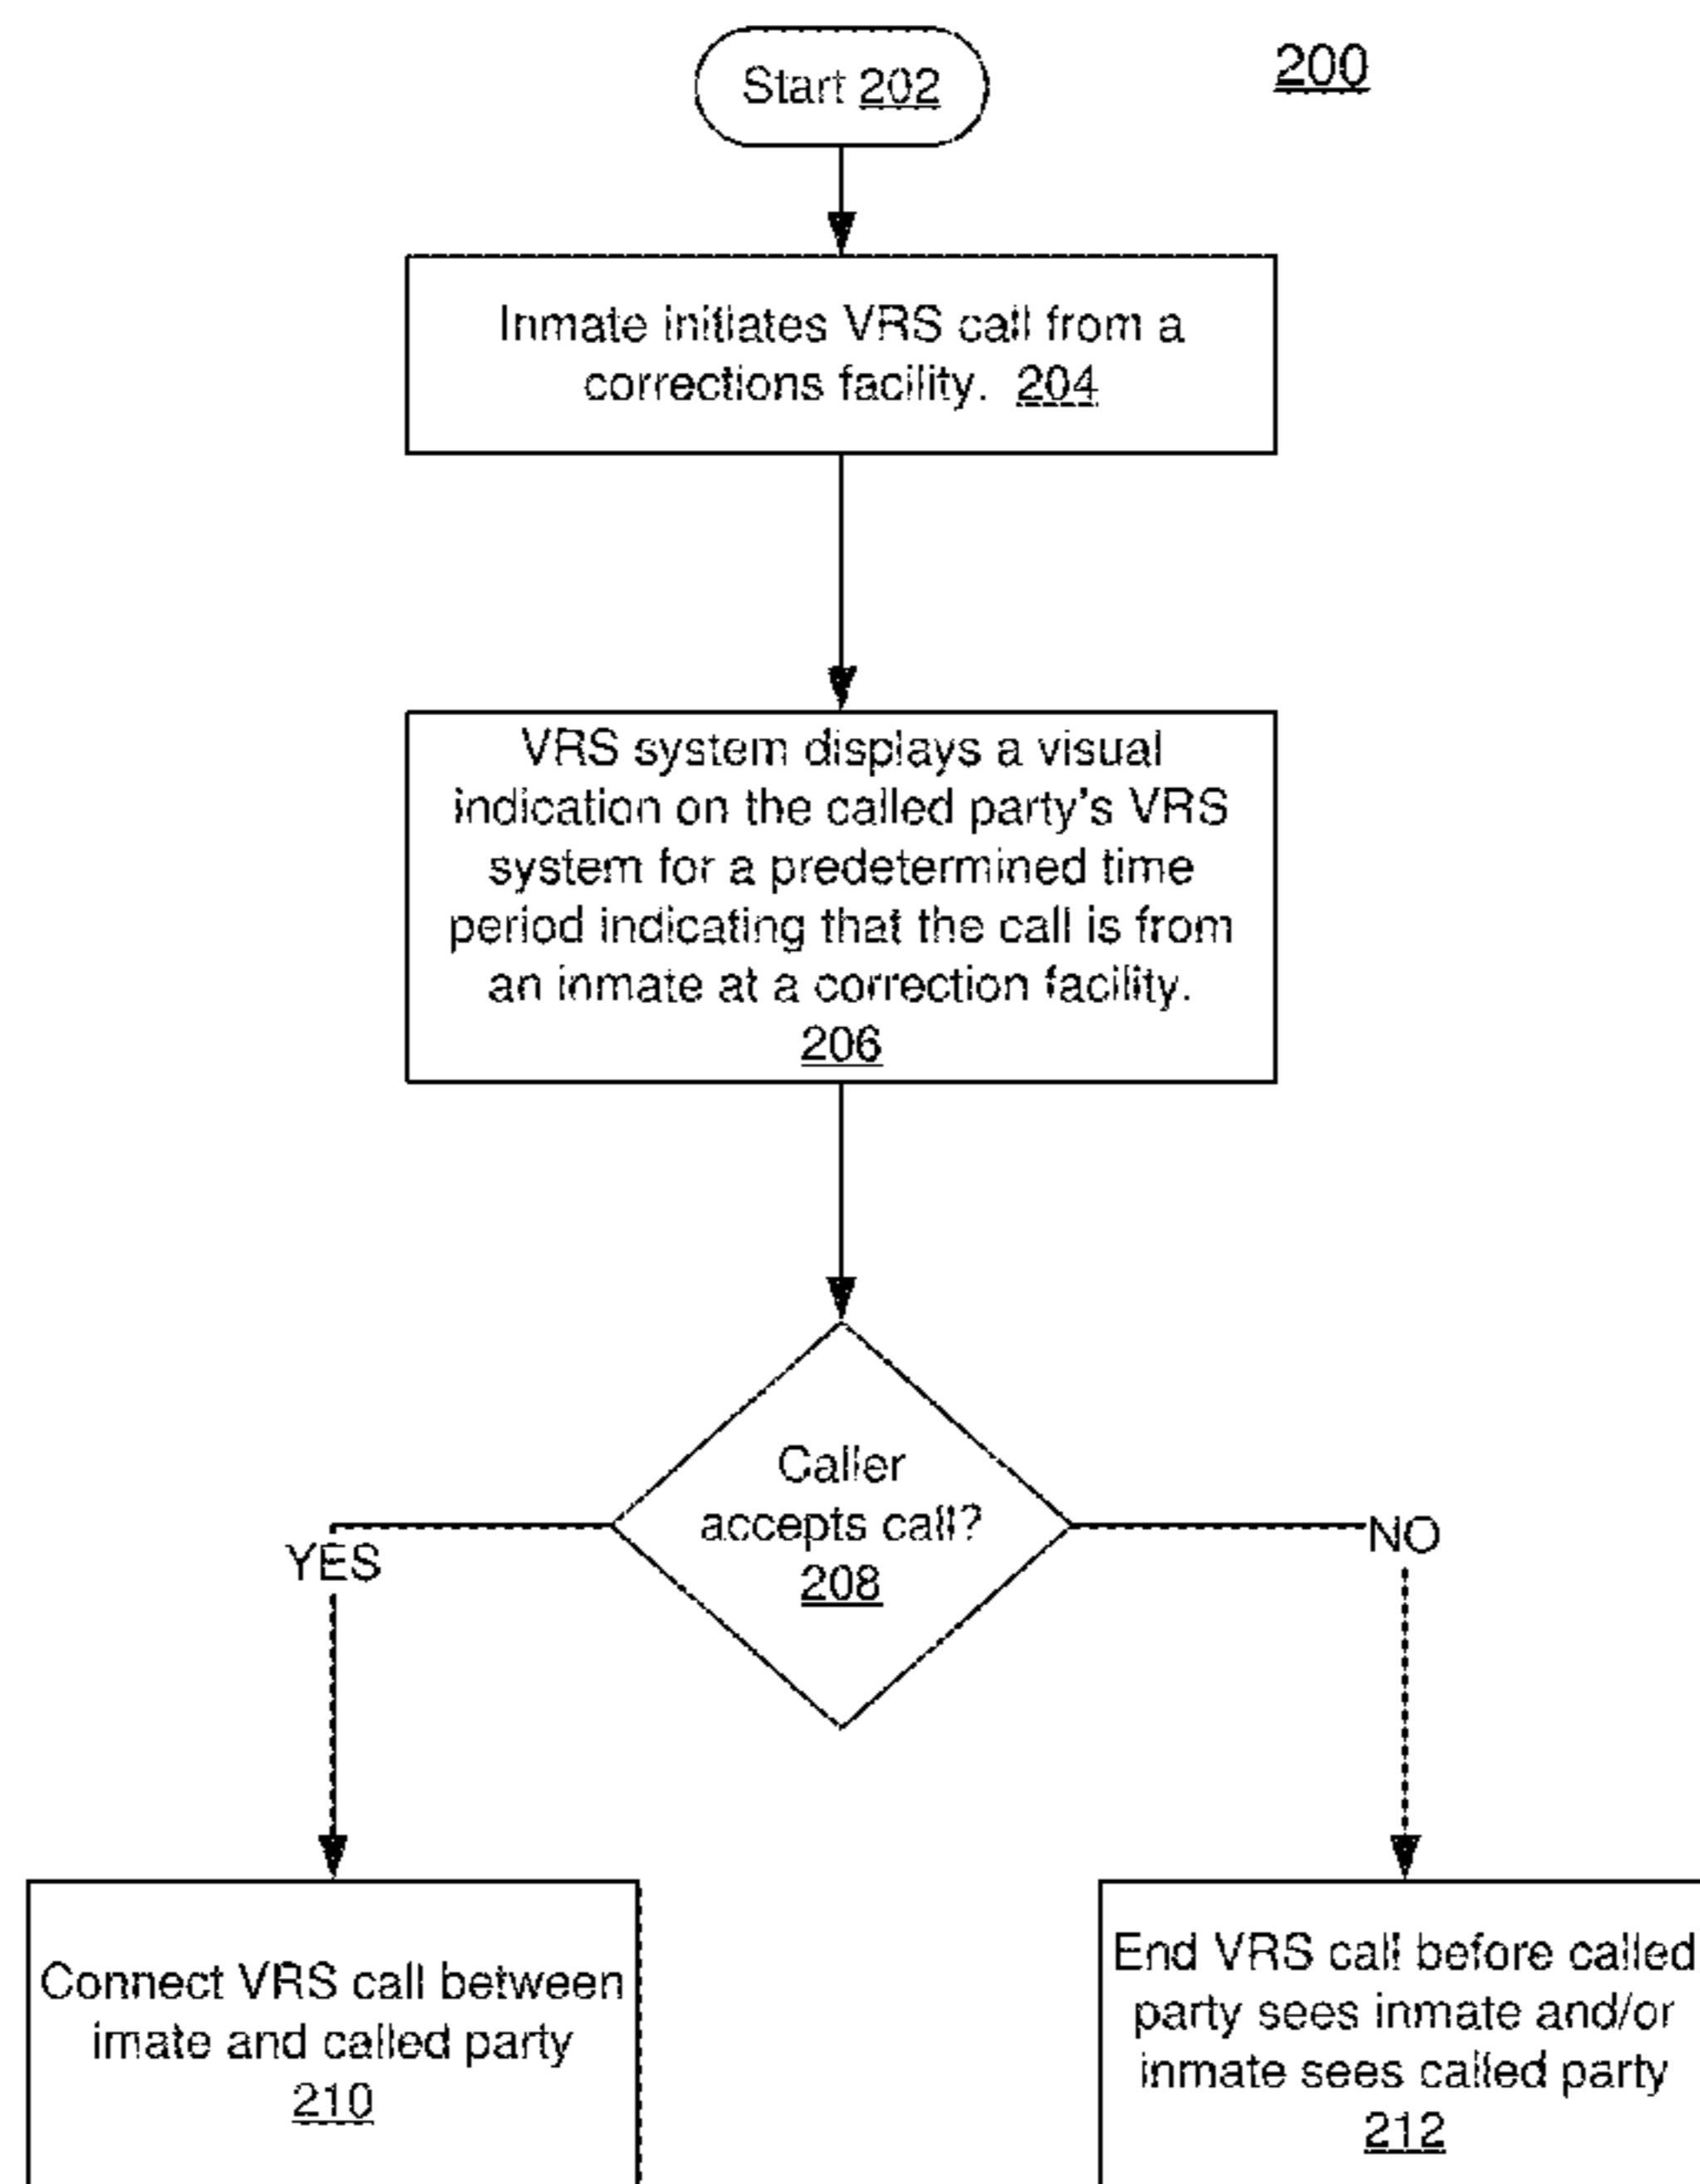 Start 202
200
Inmate initiates VRS call from a
corrections facility. 204
VRS system displays a visual
indication on the called party's VRS
system for a predetermined time
period indicating that the call is from
an inmate at a correction facility.
206
Caller
accepts call?
208
YES
NO
Connect VRS call between
imate and called party
210
End VRS call before called
party sees inmate and/or
inmate sees called party
212